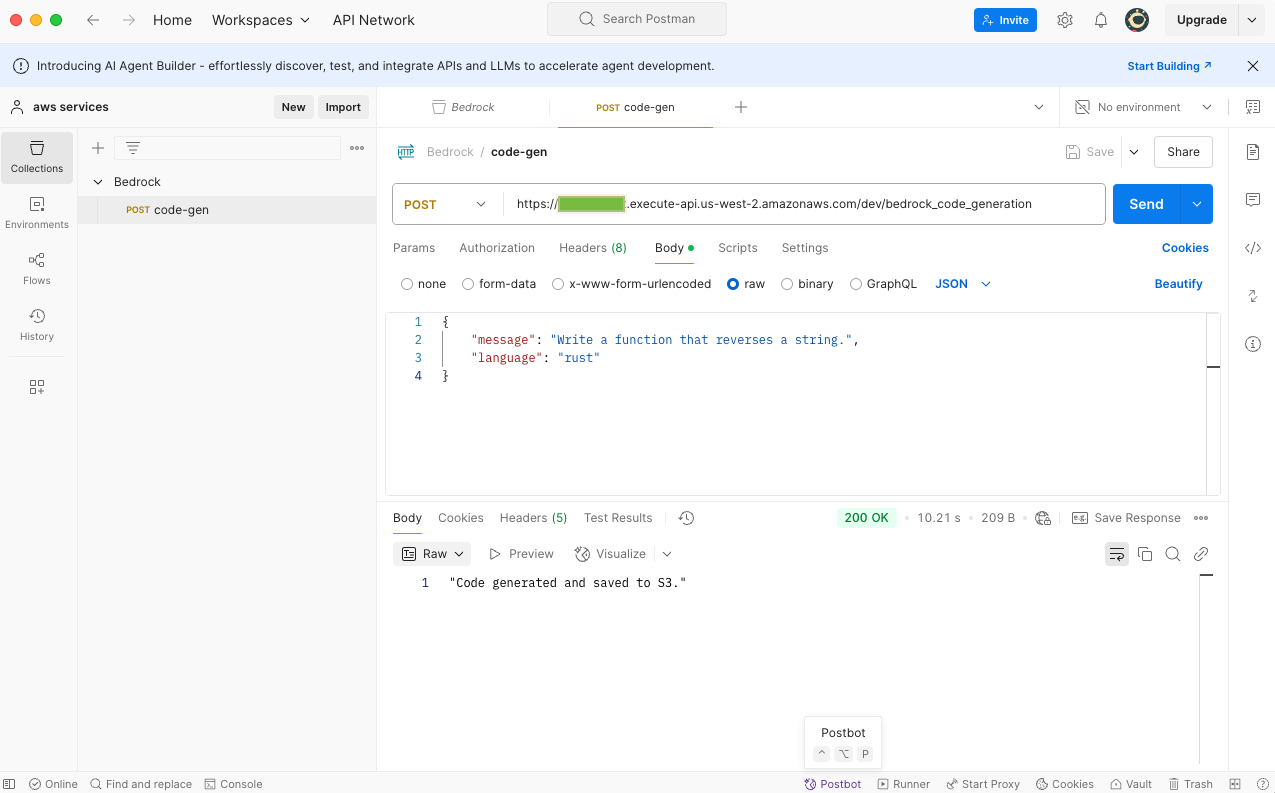 Home Workspaces API Network Search Postman Invite Upgrade
Introducing AI Agent Builder - effortlessly discover, test, and integrate APIs and LLMs to accelerate agent development. Start Building
aws services New Import
Bedrock POST code-gen No environment
Collections
Environments
Flows
History
Bedrock
POST code-gen
HTTP Bedrock / code-gen Save Share
POST https:// .execute-api.us-west-2.amazonaws.com/dev/bedrock_code_generation Send
Params Authorization Headers (8) Body Scripts Settings Cookies
none form-data x-www-form-urlencoded raw binary GraphQL JSON Beautify
1 {
2 "message": "Write a function that reverses a string.",
3 "language": "rust"
4 }
Body Cookies Headers (5) Test Results 200 OK 10.21 s 209 B e.g. Save Response
Raw Preview Visualize
1 "Code generated and saved to S3."
Postbot
^ ⌥ P
Online Find and replace Console Postbot Runner Start Proxy Cookies Vault Trash